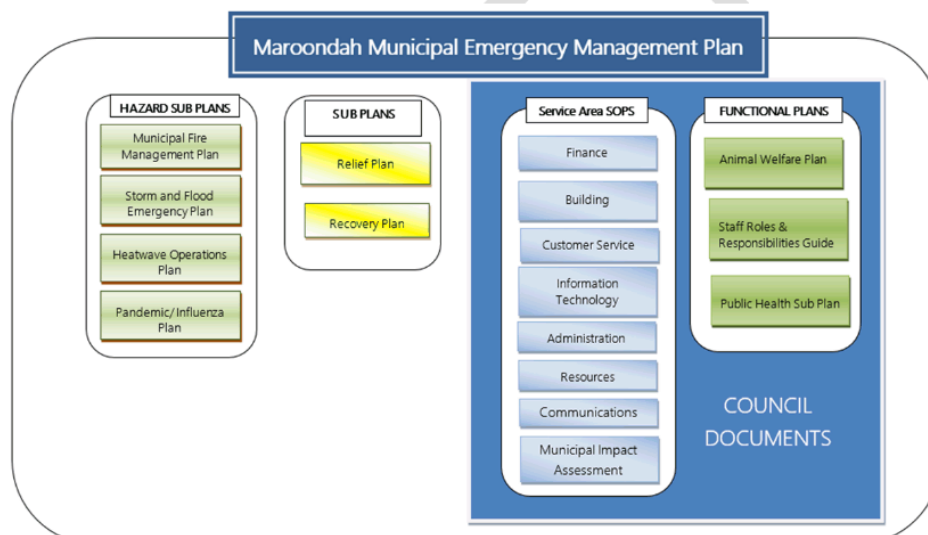 Maroondah Municipal Emergency Management Plan
HAZARD SUB PLANS
Municipal Fire
Management Plan
Storm and Flood
Emergency Plan
Heatwave Operations
Plan
Pandemic/Influenza
Plan
SUB PLANS
Relief Plan
Recovery Plan
Service Area SOPS
Finance
Building
Customer Service
Information
Technology
Administration
Resources
Communications
Municipal Impact
Assessment
FUNCTIONAL PLANS
Animal Welfare Plan
Staff Roles &
Responsibilities Guide
Public Health Sub Plan
COUNCIL
DOCUMENTS